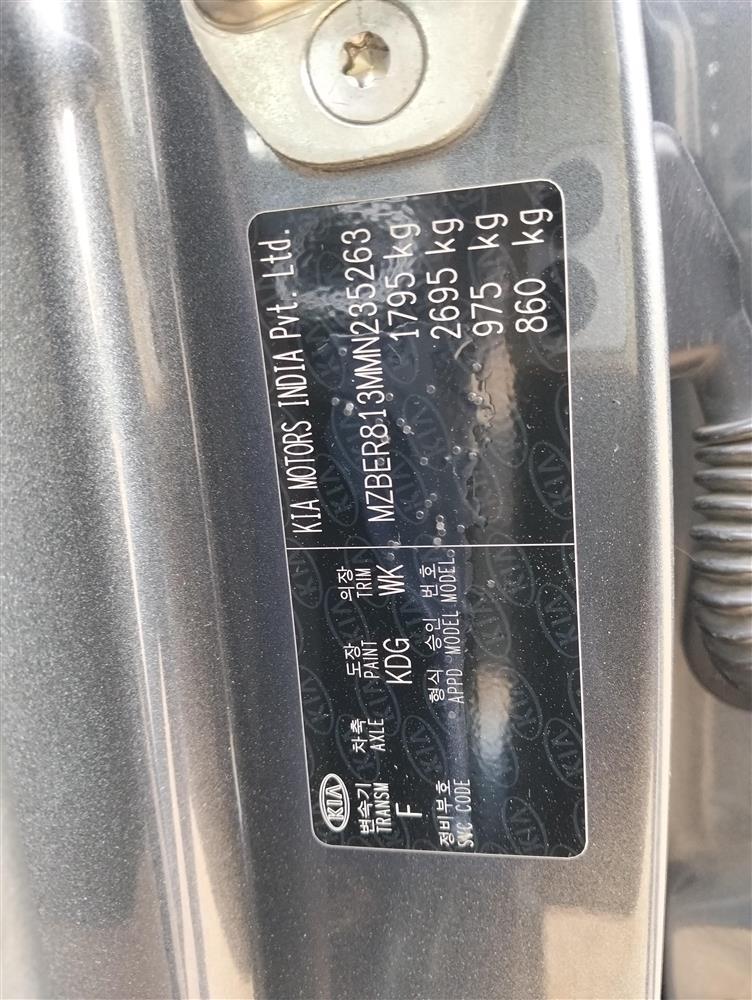 KIA
KIA MOTORS INDIA Pvt. Ltd.
변속기 차축 도장 의장
TRANSM AXLE PAINT TRIM
F KDG WK
정비부호 형식 승인 번호
SVC CODE APPD MODEL MODEL
MZBER813MMN235263
1795 kg
2695 kg
975 kg
860 kg